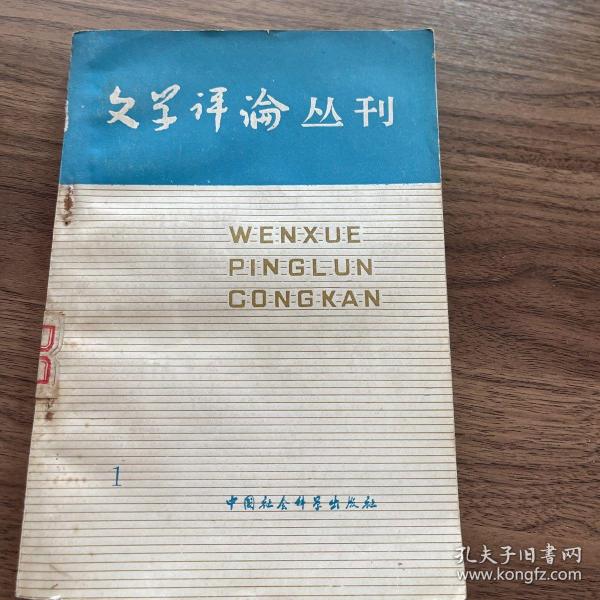 文学评论丛刊
WENXUE
PINGLUN
CONGKAN
1
中国社会科学出版社
孔夫子旧书网
www.kongfz.com